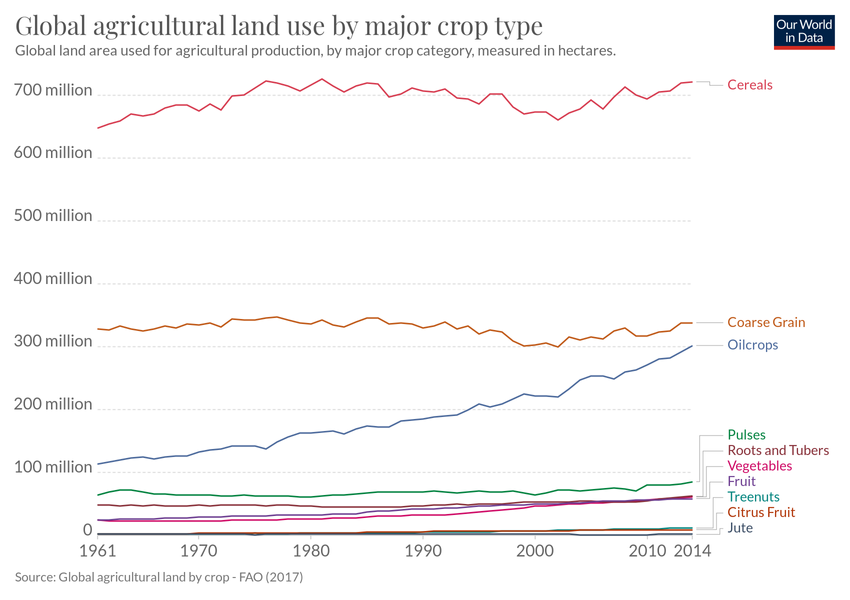 Global agricultural land use by major crop type
Global land area used for agricultural production, by major crop category, measured in hectares.
Our World
in Data
700 million
600 million
500 million
400 million
300 million
200 million
100 million
0
1961
1970
1980
1990
2000
2010
2014
Cereals
Coarse Grain
Oilcrops
Pulses
Roots and Tubers
Vegetables
Fruit
Treenuts
Citrus Fruit
Jute
Source: Global agricultural land by crop - FAO (2017)